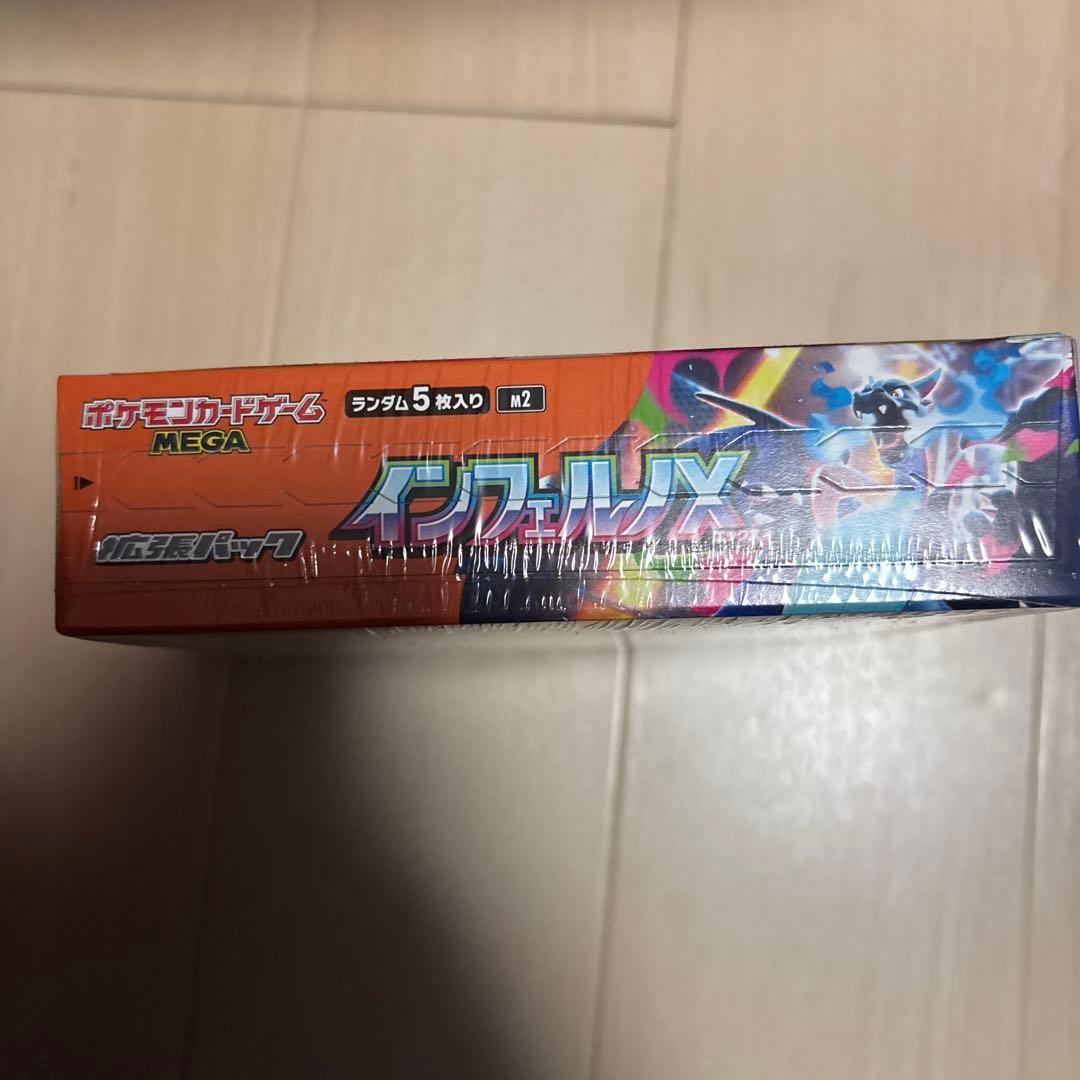 ポケモンカードゲーム
MEGA
ランダム5枚入り
M2
インフェルノX
拡張パック